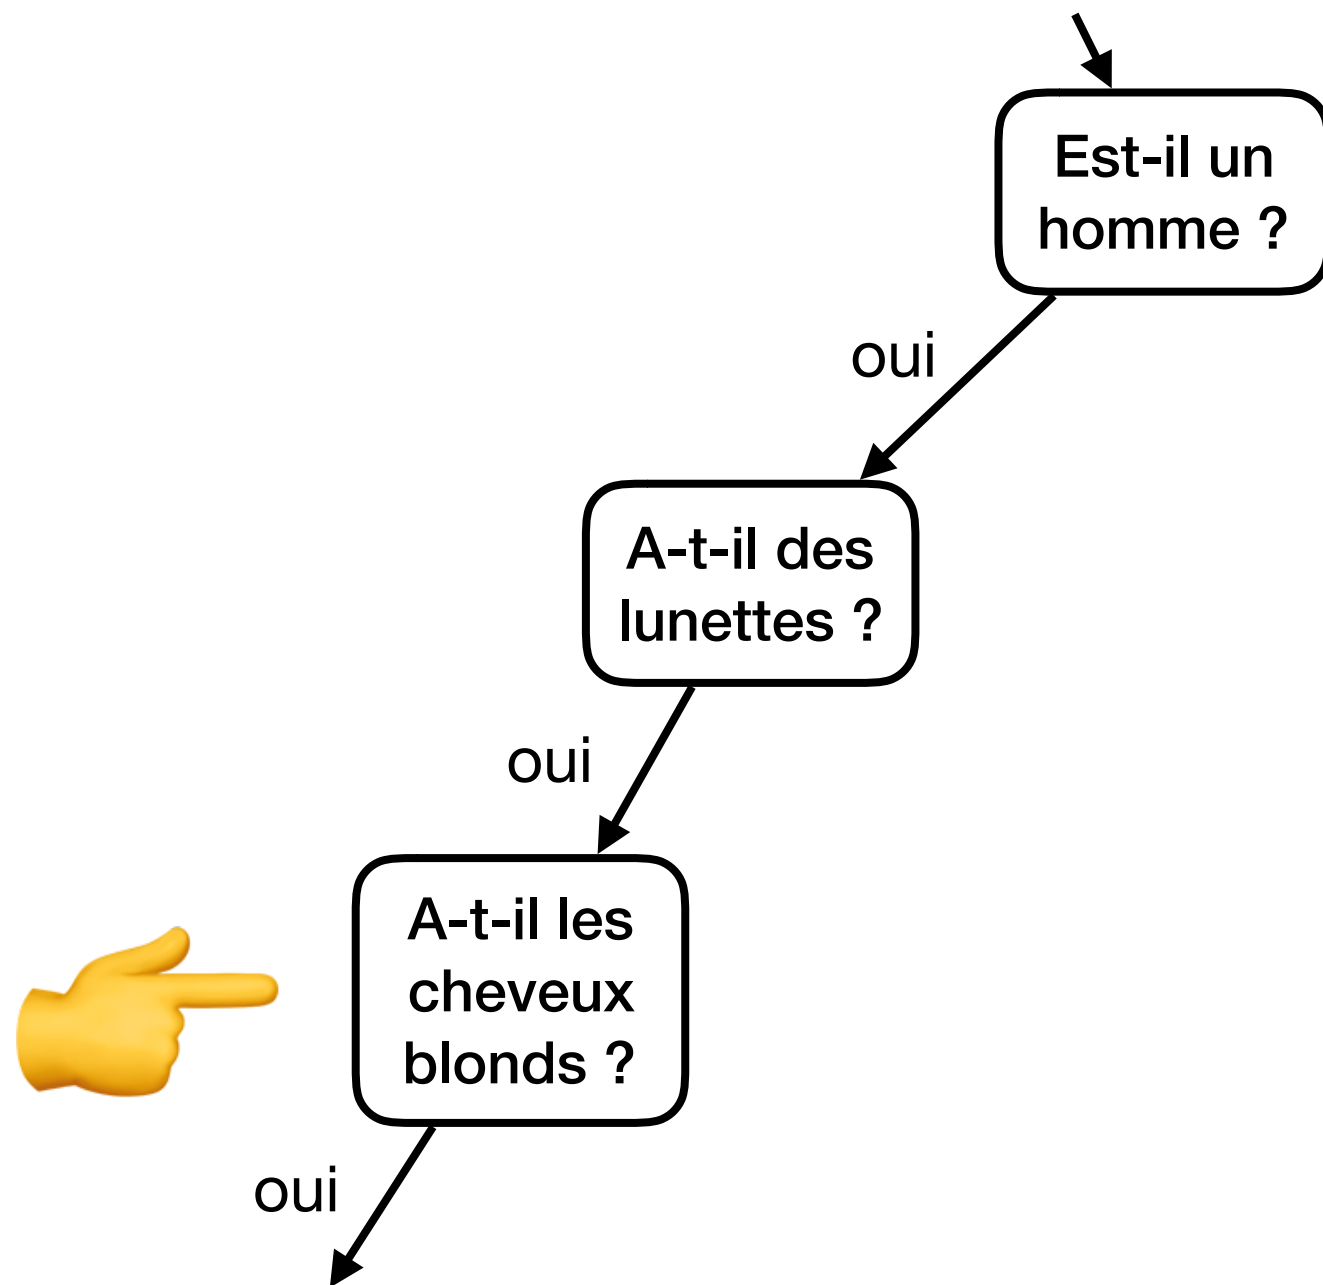 Est-il un
homme ?
oui
A-t-il des
lunettes ?
oui
A-t-il les
cheveux
blonds ?
oui